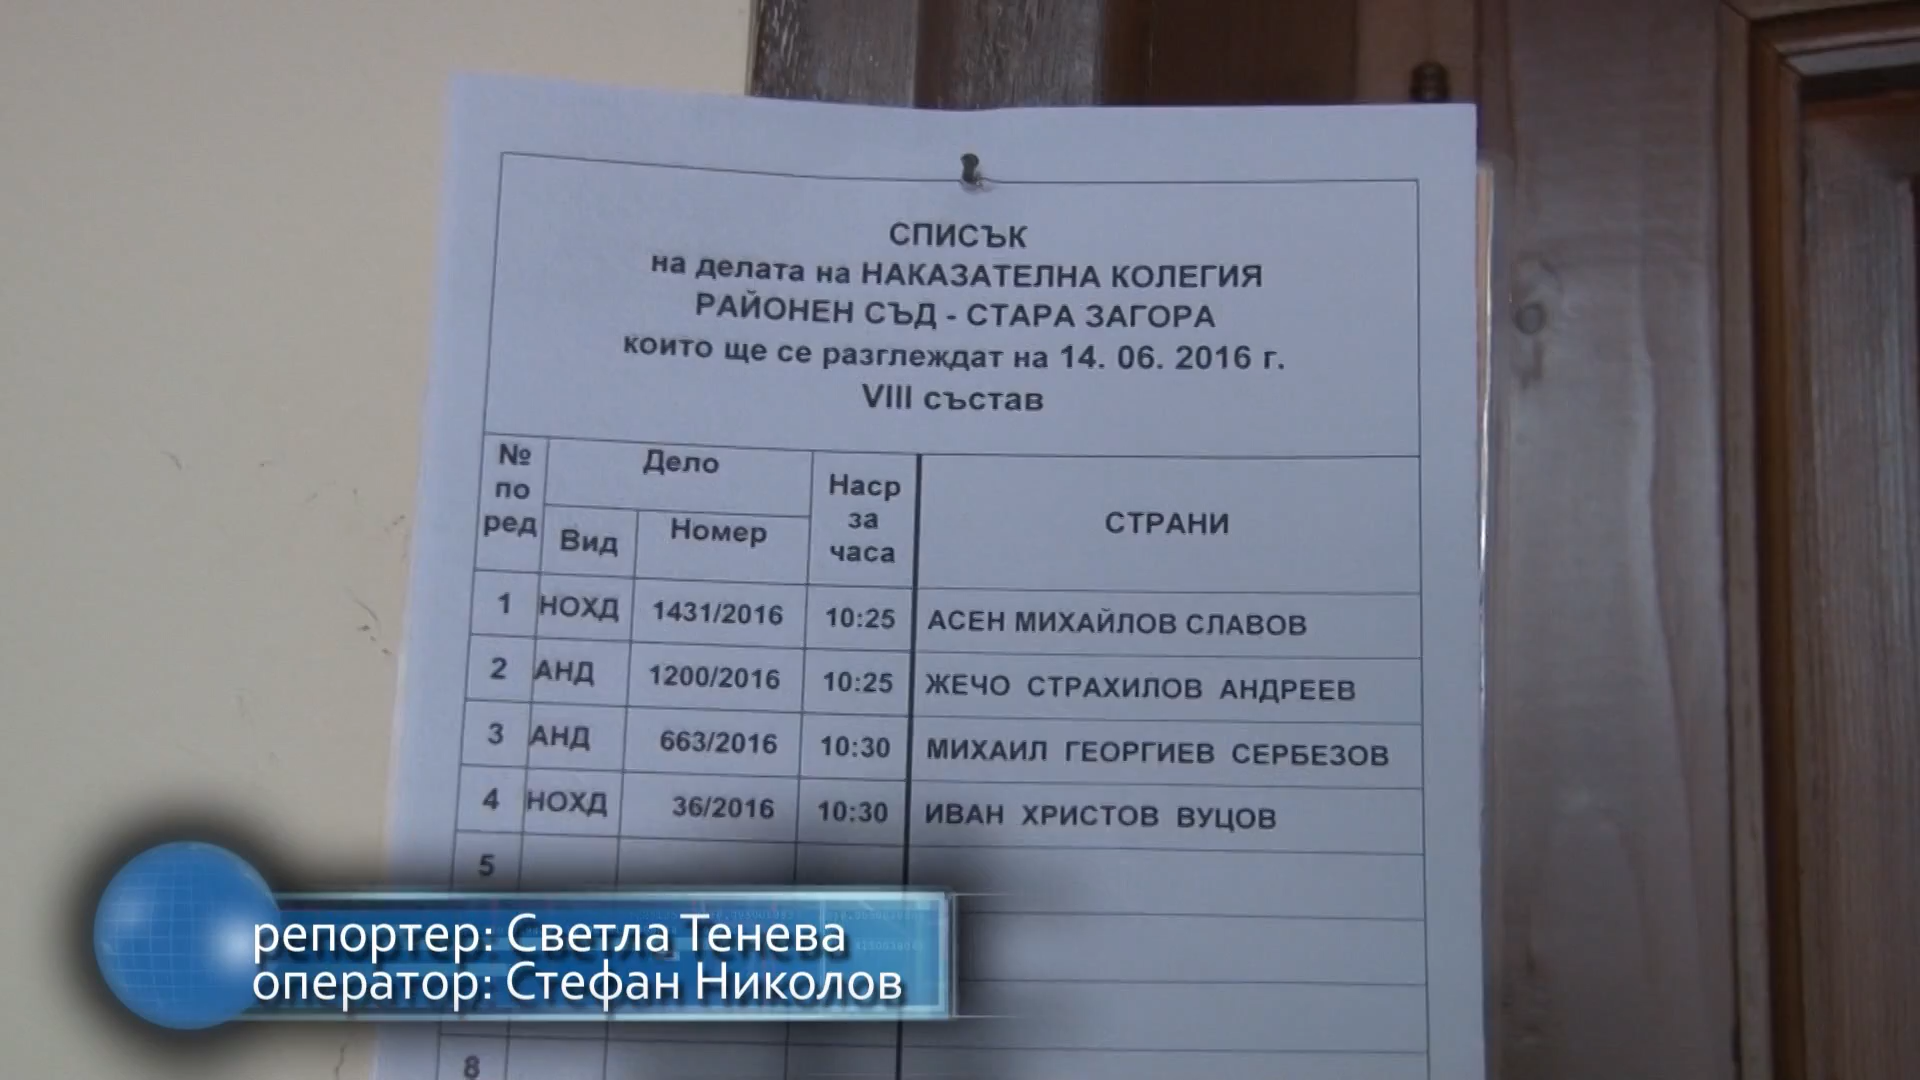 СПИСЪК
на делата на НАКАЗАТЕЛНА КОЛЕГИЯ
РАЙОНЕН СЪД - СТАРА ЗАГОРА
които ще се разглеждат на 14. 06. 2016 г.
VIII състав
№ по ред Дело Наср за часа СТРАНИ
Вид Номер
1 НОХД 1431/2016 10:25 АСЕН МИХАЙЛОВ СЛАВОВ
2 АНД 1200/2016 10:25 ЖЕЧО СТРАХИЛОВ АНДРЕЕВ
3 АНД 663/2016 10:30 МИХАИЛ ГЕОРГИЕВ СЕРБЕЗОВ
4 НОХД 36/2016 10:30 ИВАН ХРИСТОВ ВУЦОВ
5
8
репортер: Светла Тенева
оператор: Стефан Николов